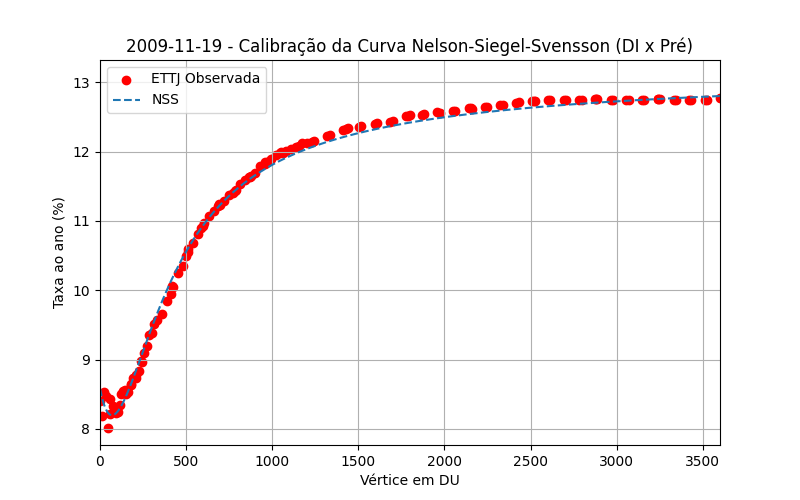 2009-11-19 - Calibração da Curva Nelson-Siegel-Svensson (DI x Pré)
ETTJ Observada
NSS
Taxa ao ano (%)
13
12
11
10
9
8
0 500 1000 1500 2000 2500 3000 3500
Vértice em DU